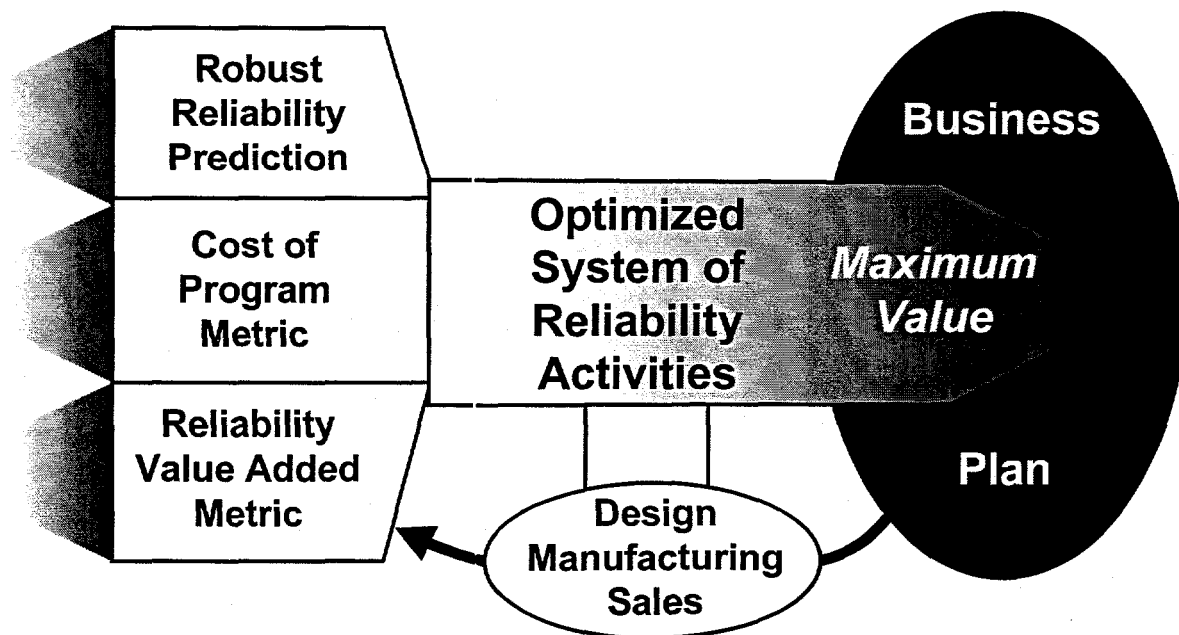 Robust
Reliability
Prediction
Cost of
Program
Metric
Reliability
Value Added
Metric
Optimized
System of
Reliability
Activities
Maximum
Value
Business
Plan
Design
Manufacturing
Sales